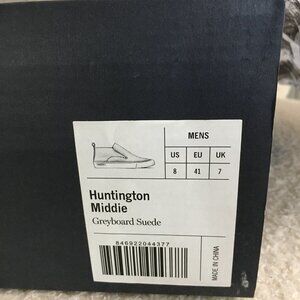 MENS
US EU UK
8 41 7
Huntington
Middie
Greyboard Suede
846922044377
MADE IN CHINA